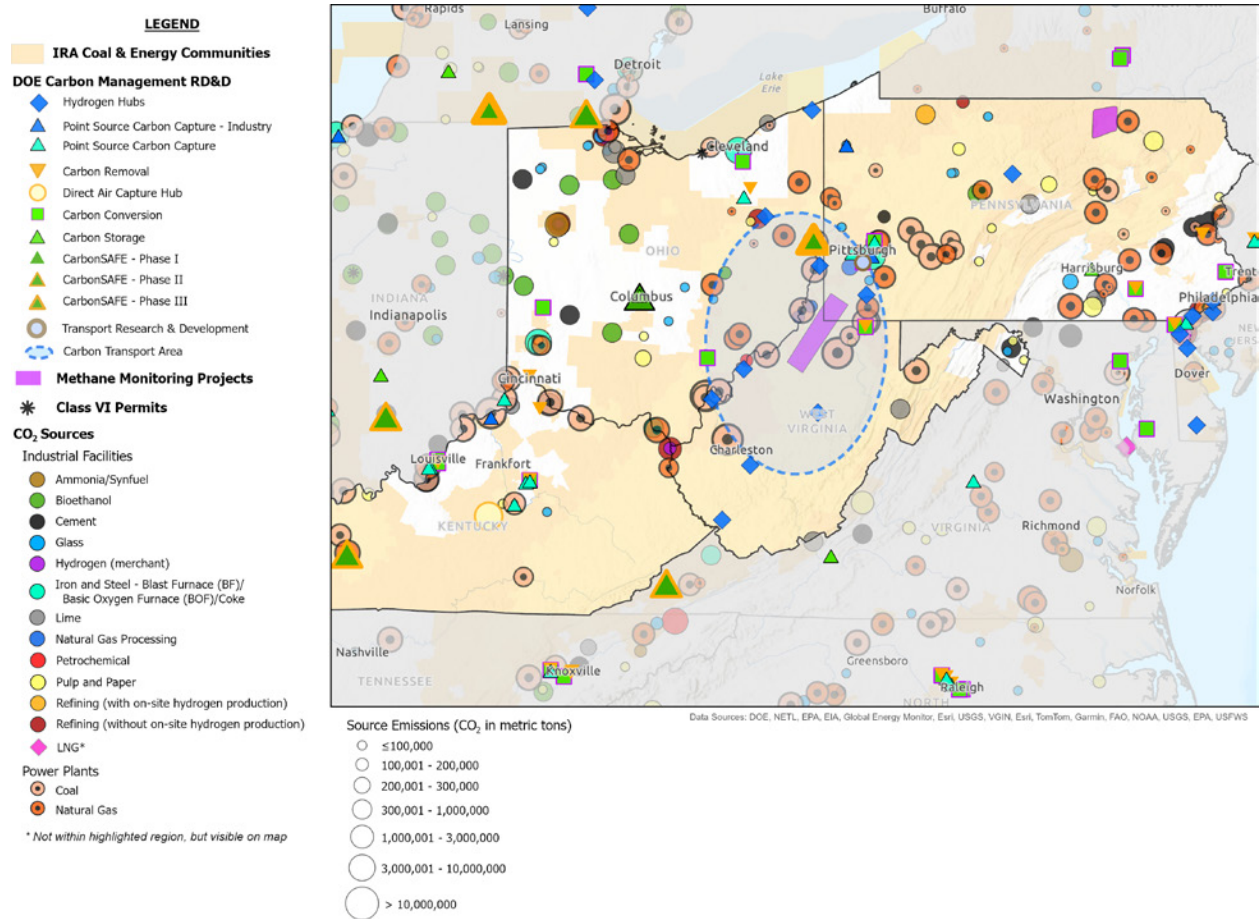 LEGEND
IRA Coal & Energy Communities
DOE Carbon Management RD&D
Hydrogen Hubs
Point Source Carbon Capture - Industry
Point Source Carbon Capture
Carbon Removal
Direct Air Capture Hub
Carbon Conversion
Carbon Storage
CarbonSAFE - Phase I
CarbonSAFE - Phase II
CarbonSAFE - Phase III
Transport Research & Development
Carbon Transport Area
Methane Monitoring Projects
Class VI Permits
CO₂ Sources
Industrial Facilities
Ammonia/Synfuel
Bioethanol
Cement
Glass
Hydrogen (merchant)
Iron and Steel - Blast Furnace (BF)/
Basic Oxygen Furnace (BOF)/Coke
Lime
Natural Gas Processing
Petrochemical
Pulp and Paper
Refining (with on-site hydrogen production)
Refining (without on-site hydrogen production)
LNG*
Power Plants
Coal
Natural Gas
* Not within highlighted region, but visible on map
Rapids
Lansing
Buffalo
Detroit
Lake
Erie
Cleveland
PENNSYLVANIA
OHIO
Pittsburgh
Harrisburg
Trento
Philadelphia
INDIANA
Indianapolis
Columbus
NEW
JERSEY
Cincinnati
Dover
Washington
WEST
VIRGINIA
Charleston
Louisville
Frankfort
KENTUCKY
VIRGINIA
Richmond
Norfolk
Nashville
TENNESSEE
Knoxville
Greensboro
Raleigh
NORTH
Data Sources: DOE, NETL, EPA, EIA, Global Energy Monitor, Esri, USGS, VGIN, Esri, TomTom, Garmin, FAO, NOAA, USGS, EPA, USFWS
Source Emissions (CO₂ in metric tons)
≤100,000
100,001 - 200,000
200,001 - 300,000
300,001 - 1,000,000
1,000,001 - 3,000,000
3,000,001 - 10,000,000
> 10,000,000